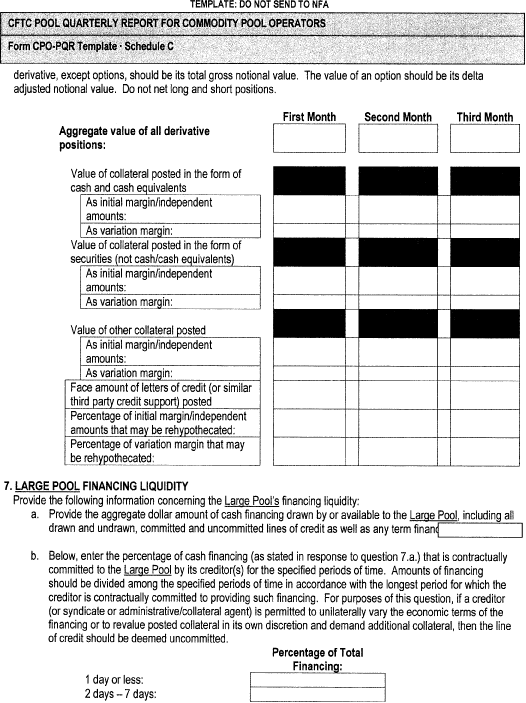 TEMPLATE: DO NOT SEND TO NFA
CFTC POOL QUARTERLY REPORT FOR COMMODITY POOL OPERATORS
Form CPO-PQR Template · Schedule C
derivative, except options, should be its total gross notional value. The value of an option should be its delta
adjusted notional value. Do not net long and short positions.
First Month Second Month Third Month
Aggregate value of all derivative
positions:
Value of collateral posted in the form of
cash and cash equivalents
As initial margin/independent
amounts:
As variation margin:
Value of collateral posted in the form of
securities (not cash/cash equivalents)
As initial margin/independent
amounts:
As variation margin:
Value of other collateral posted
As initial margin/independent
amounts:
As variation margin:
Face amount of letters of credit (or similar
third party credit support) posted
Percentage of initial margin/independent
amounts that may be rehypothecated:
Percentage of variation margin that may
be rehypothecated:
7. LARGE POOL FINANCING LIQUIDITY
Provide the following information concerning the Large Pool's financing liquidity:
a. Provide the aggregate dollar amount of cash financing drawn by or available to the Large Pool, including all
drawn and undrawn, committed and uncommitted lines of credit as well as any term
b. Below, enter the percentage of cash financing (as stated in response to question 7.a.) that is contractually
committed to the Large Pool by its creditor(s) for the specified periods of time. Amounts of financing
should be divided among the specified periods of time in accordance with the longest period for which the
creditor is contractually committed to providing such financing. For purposes of this question, if a creditor
(or syndicate or administrative/collateral agent) is permitted to unilaterally vary the economic terms of the
financing or to revalue posted collateral in its own discretion and demand additional collateral, then the line
of credit should be deemed uncommitted.
Percentage of Total
Financing:
1 day or less:
2 days – 7 days: